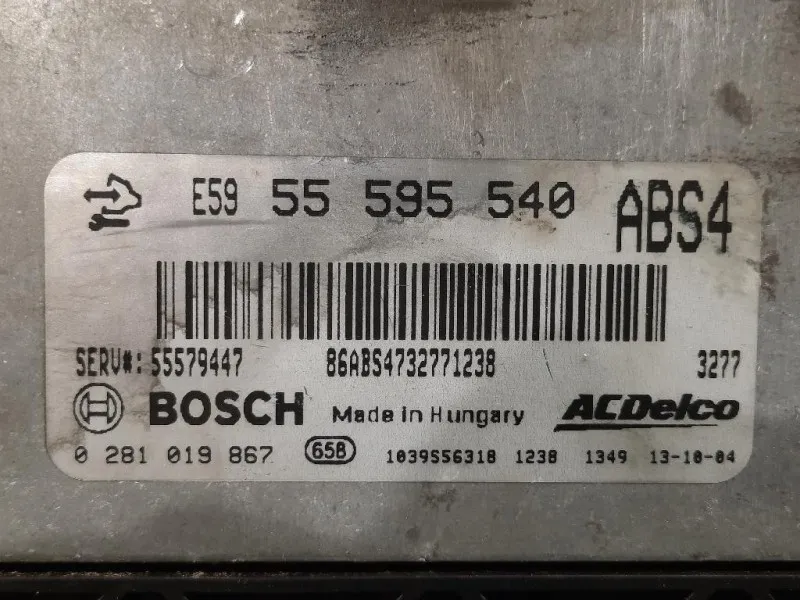 E59 55 595 540 ABS4
SERV#: 55579447 86ABS4732771238 3277
BOSCH Made in Hungary ACDelco
0 281 019 867 658 1039S56318 1238 1349 13-10-04